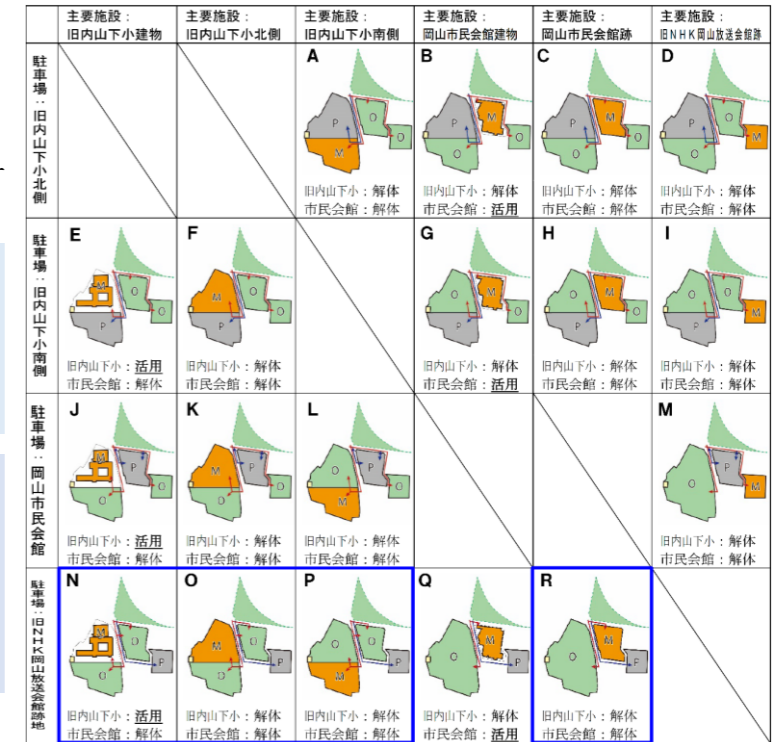 主要施設：
旧内山下小建物
主要施設：
旧内山下小北側
主要施設：
旧内山下小南側
主要施設：
岡山市民会館建物
主要施設：
岡山市民会館跡
主要施設：
旧NHK岡山放送会館跡
駐車場：旧内山下小北側
A
P
O
M
O
旧内山下小：解体
市民会館：解体
B
P
M
O
O
旧内山下小：解体
市民会館：活用
C
P
M
O
O
旧内山下小：解体
市民会館：解体
D
P
O
O
M
旧内山下小：解体
市民会館：解体
駐車場：旧内山下小南側
E
M
O
P
O
旧内山下小：活用
市民会館：解体
F
M
O
P
O
旧内山下小：解体
市民会館：解体
G
O
M
P
O
旧内山下小：解体
市民会館：活用
H
O
M
P
O
旧内山下小：解体
市民会館：解体
I
O
O
P
M
旧内山下小：解体
市民会館：解体
駐車場：岡山市民会館
J
M
P
O
O
旧内山下小：活用
市民会館：解体
K
M
P
O
O
旧内山下小：解体
市民会館：解体
L
O
P
M
O
旧内山下小：解体
市民会館：解体
M
O
P
O
M
旧内山下小：解体
市民会館：解体
駐車場：旧NHK岡山放送会館跡地
N
M
O
O
P
旧内山下小：活用
市民会館：解体
O
M
O
O
P
旧内山下小：解体
市民会館：解体
P
O
O
M
P
旧内山下小：解体
市民会館：解体
Q
O
M
P
旧内山下小：解体
市民会館：活用
R
O
M
P
旧内山下小：解体
市民会館：解体